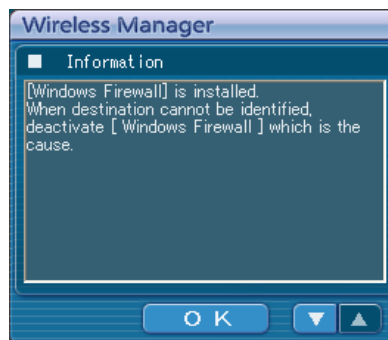 Wireless Manager
■ Information
[Windows Firewall] is installed.
When destination cannot be identified,
deactivate [ Windows Firewall ] which is the
cause.
OK ▼ ▲